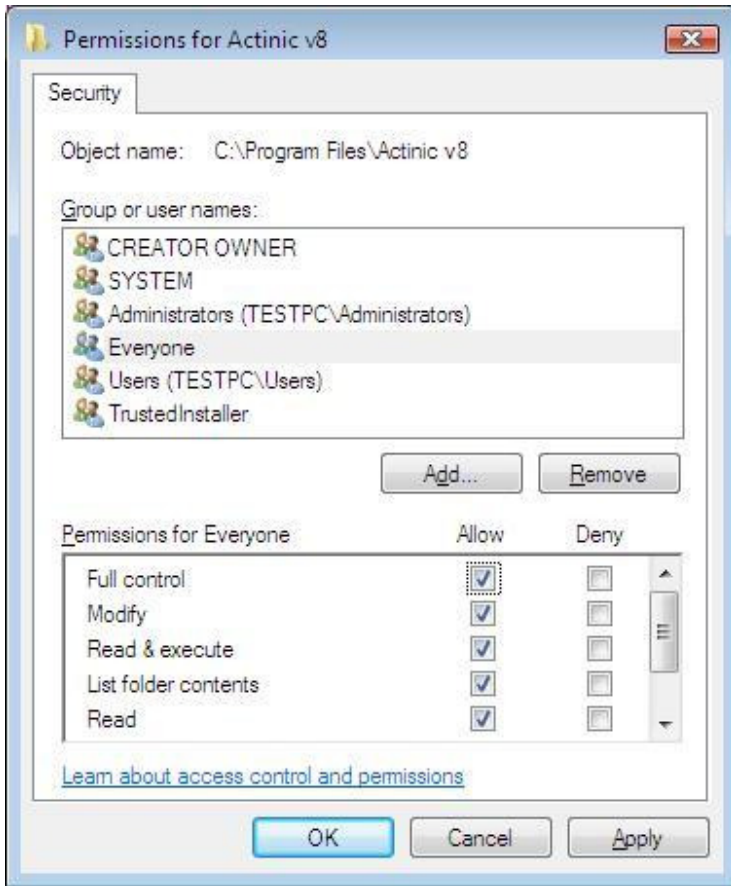 Permissions for Actinic v8
Security
Object name: C:\Program Files\Actinic v8
Group or user names:
CREATOR OWNER
SYSTEM
Administrators (TESTPC\Administrators)
Everyone
Users (TESTPC\Users)
TrustedInstaller
Add... Remove
Permissions for Everyone Allow Deny
Full control
Modify
Read & execute
List folder contents
Read
Learn about access control and permissions
OK Cancel Apply